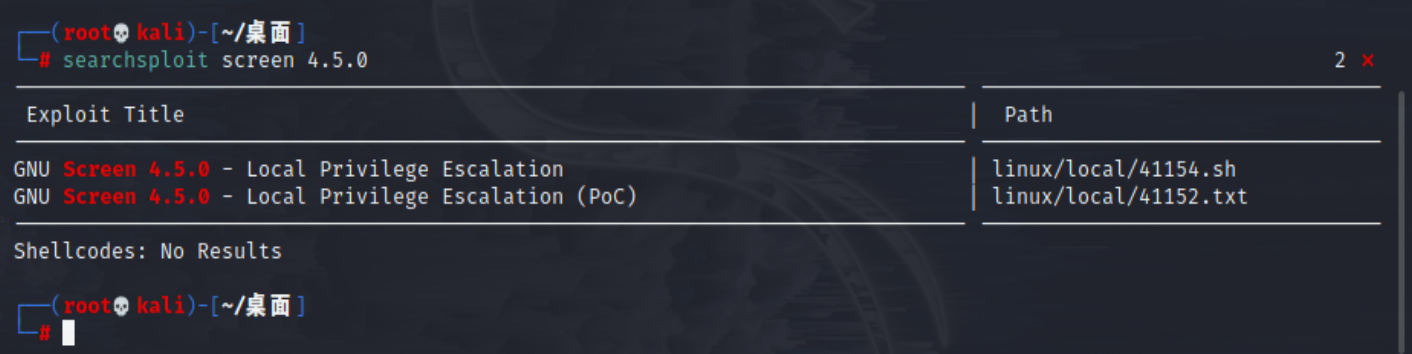 (root💀kali)-[~/桌面]
# searchsploit screen 4.5.0 2 ⨯
Exploit Title | Path
GNU Screen 4.5.0 - Local Privilege Escalation | linux/local/41154.sh
GNU Screen 4.5.0 - Local Privilege Escalation (PoC) | linux/local/41152.txt
Shellcodes: No Results
(root💀kali)-[~/桌面]
#